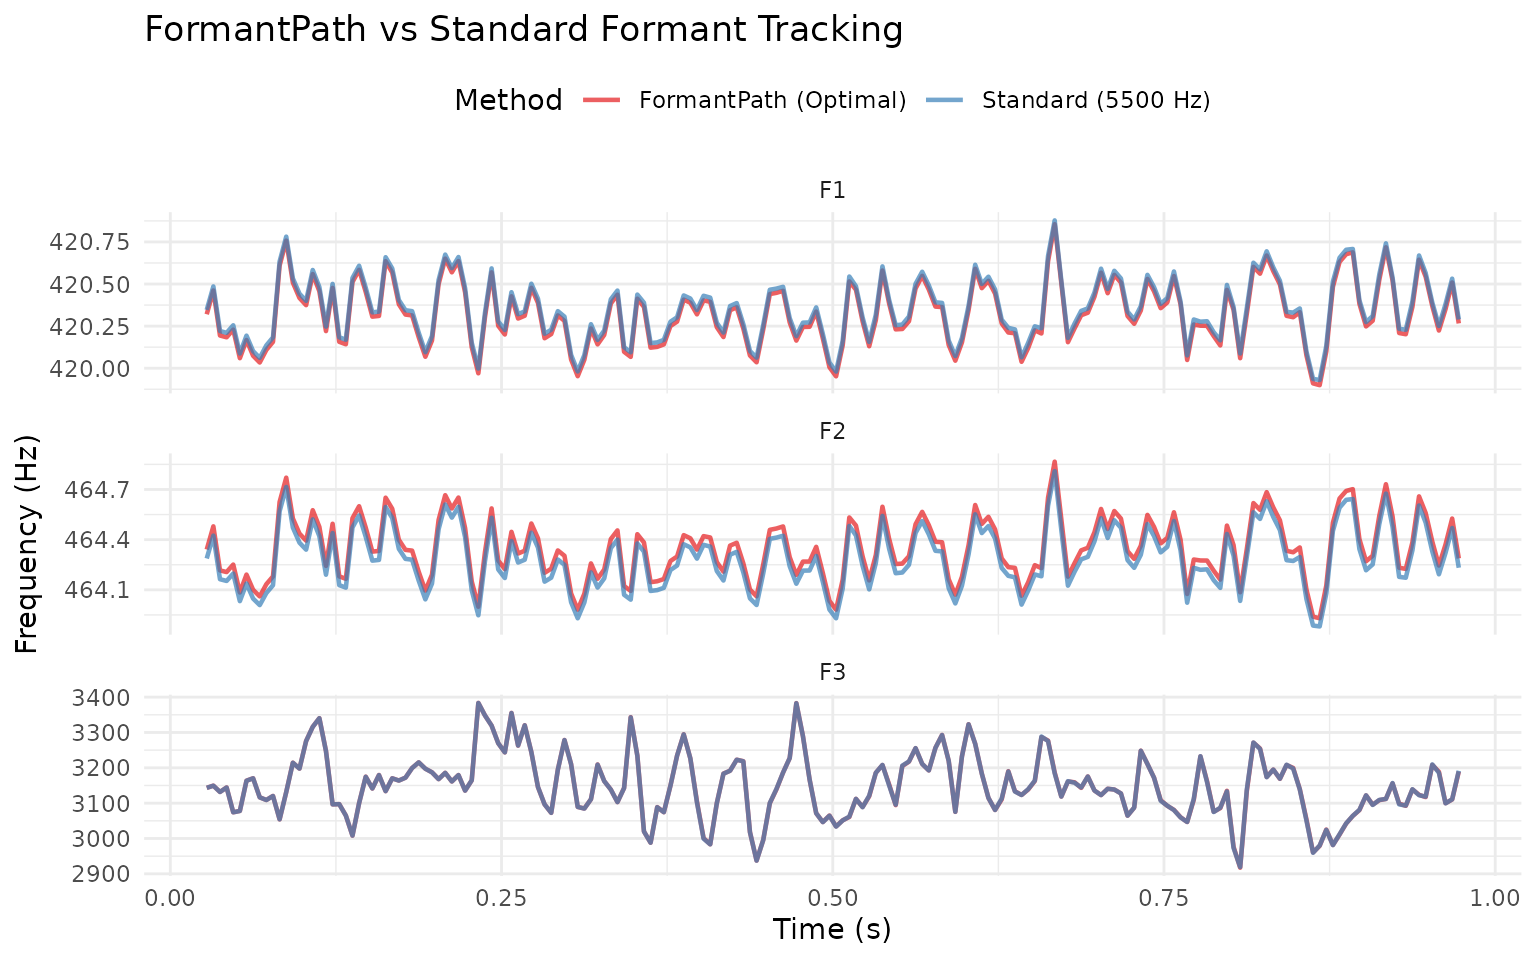 FormantPath vs Standard Formant Tracking
Method FormantPath (Optimal) Standard (5500 Hz)
F1
420.75
420.50
420.25
420.00
F2
464.7
464.4
464.1
Frequency (Hz)
F3
3400
3300
3200
3100
3000
2900
0.00 0.25 0.50 0.75 1.00
Time (s)